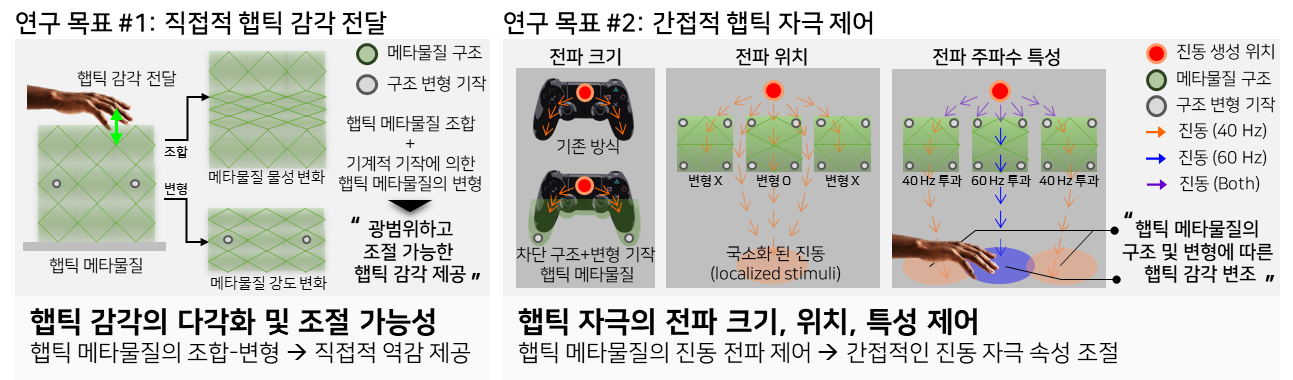 연구 목표 #1: 직접적 햅틱 감각 전달
햅틱 감각 전달
조합
변형
햅틱 메타물질
메타물질 물성 변화
메타물질 강도 변화
메타물질 구조
구조 변형 기작
햅틱 메타물질 조합
+
기계적 기작에 의한
햅틱 메타물질의 변형
“ 광범위하고
조절 가능한
햅틱 감각 제공 ”
햅틱 감각의 다각화 및 조절 가능성
햅틱 메타물질의 조합-변형 → 직접적 역감 제공
연구 목표 #2: 간접적 햅틱 자극 제어
전파 크기
기존 방식
차단 구조+변형 기작
햅틱 메타물질
전파 위치
변형 X
변형 O
변형 X
국소화 된 진동
(localized stimuli)
전파 주파수 특성
40 Hz 투과
60 Hz 투과
40 Hz 투과
진동 생성 위치
메타물질 구조
구조 변형 기작
진동 (40 Hz)
진동 (60 Hz)
진동 (Both)
“햅틱 메타물질의
구조 및 변형에 따른
햅틱 감각 변조 ”
햅틱 자극의 전파 크기, 위치, 특성 제어
햅틱 메타물질의 진동 전파 제어 → 간접적인 진동 자극 속성 조절